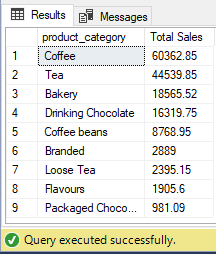 Results Messages
product_category Total Sales
1 Coffee 60362.85
2 Tea 44539.85
3 Bakery 18565.52
4 Drinking Chocolate 16319.75
5 Coffee beans 8768.95
6 Branded 2889
7 Loose Tea 2395.15
8 Flavours 1905.6
9 Packaged Choco... 981.09
Query executed successfully.